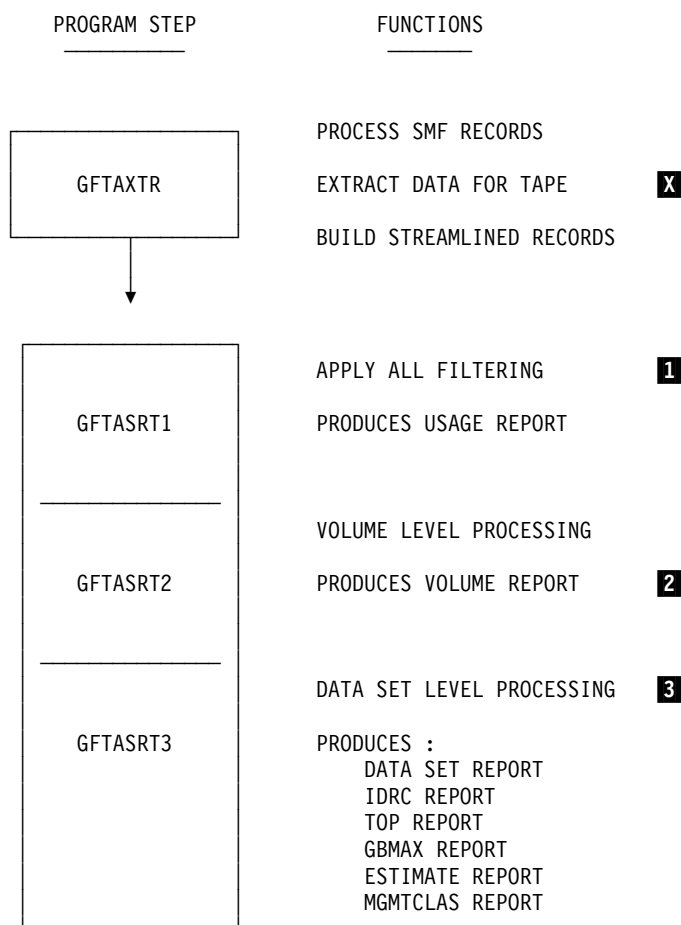 PROGRAM STEP FUNCTIONS
PROCESS SMF RECORDS
GFTAXTR EXTRACT DATA FOR TAPE X
BUILD STREAMLINED RECORDS
APPLY ALL FILTERING 1
GFTASRT1 PRODUCES USAGE REPORT
VOLUME LEVEL PROCESSING
GFTASRT2 PRODUCES VOLUME REPORT 2
DATA SET LEVEL PROCESSING 3
GFTASRT3 PRODUCES :
DATA SET REPORT
IDRC REPORT
TOP REPORT
GBMAX REPORT
ESTIMATE REPORT
MGMTCLAS REPORT